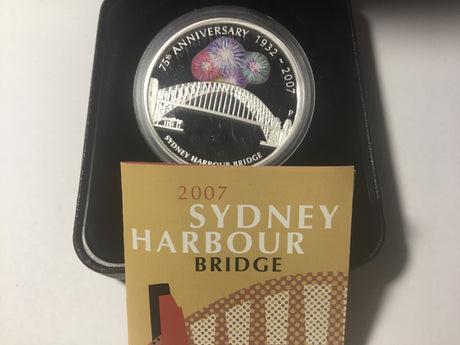 75th ANNIVERSARY 1932 - 2007
P
SYDNEY HARBOUR BRIDGE
2007
SYDNEY
HARBOUR
BRIDGE